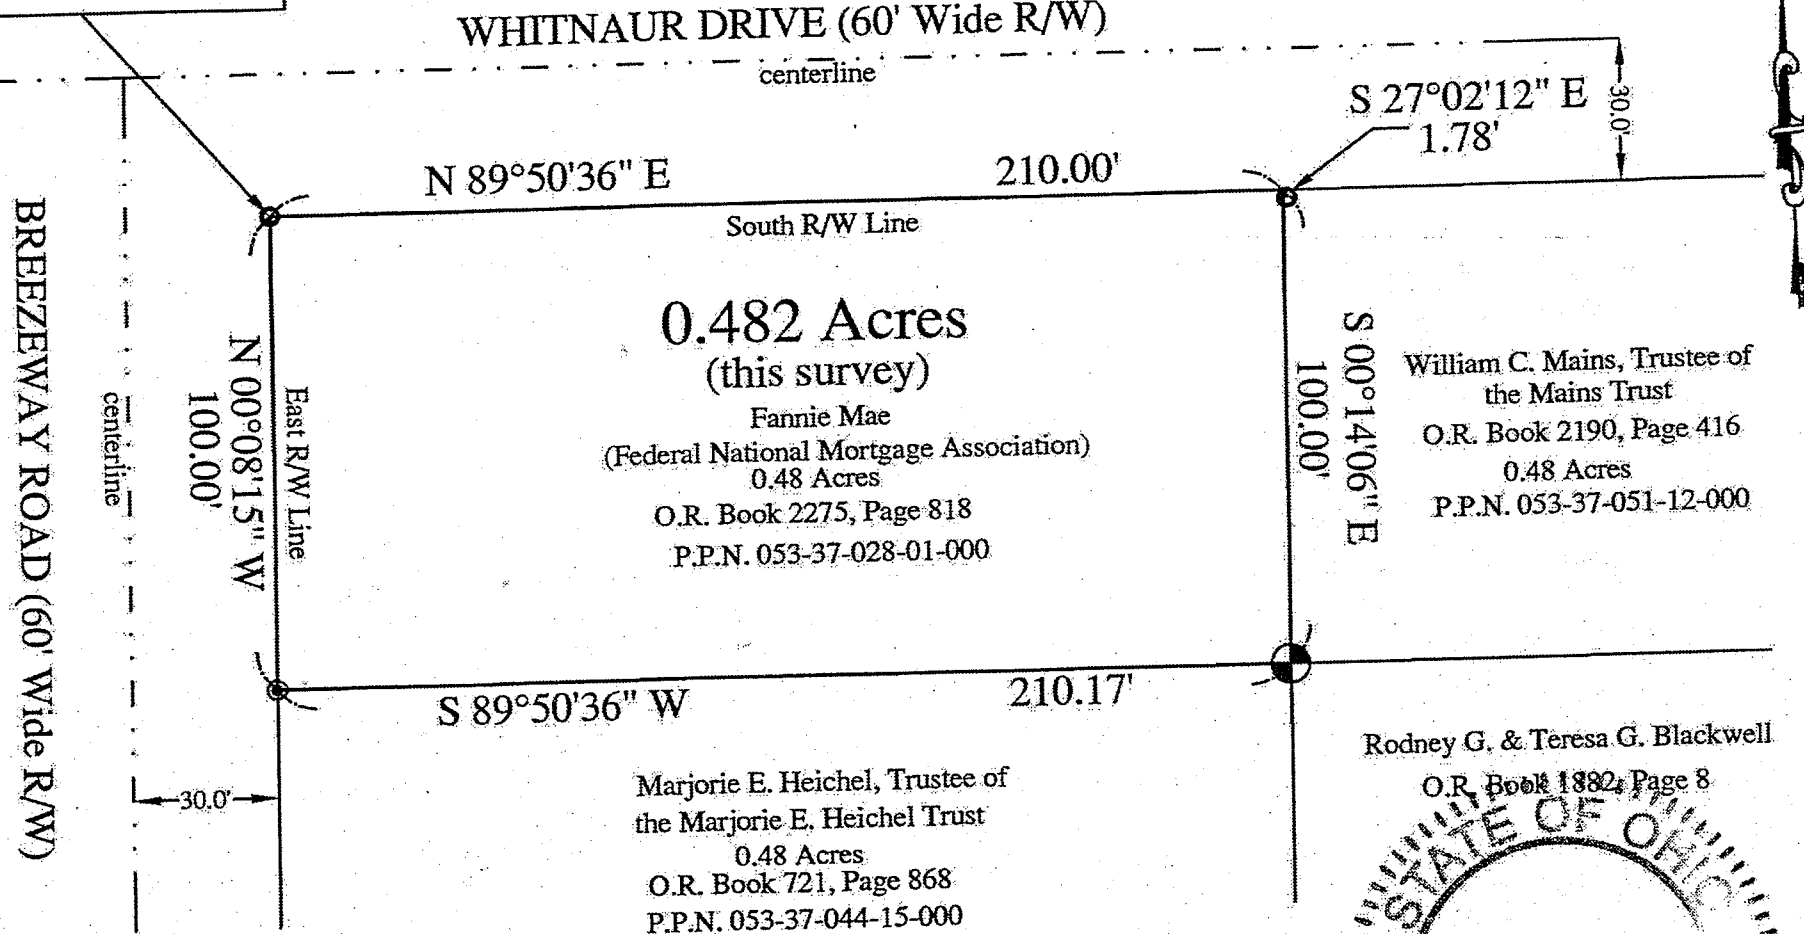 WHITNAUR DRIVE (60' Wide R/W)
centerline
S 27°02'12" E
1.78'
30.0'
N 89°50'36" E 210.00'
South R/W Line
BREEZEWAY ROAD (60' Wide R/W)
centerline
N 00°08'15" W
100.00'
East R/W Line
0.482 Acres
(this survey)
Fannie Mae
(Federal National Mortgage Association)
0.48 Acres
O.R. Book 2275, Page 818
P.P.N. 053-37-028-01-000
S 00°14'06" E
100.00'
William C. Mains, Trustee of
the Mains Trust
O.R. Book 2190, Page 416
0.48 Acres
P.P.N. 053-37-051-12-000
S 89°50'36" W 210.17'
30.0'
Marjorie E. Heichel, Trustee of
the Marjorie E. Heichel Trust
0.48 Acres
O.R. Book 721, Page 868
P.P.N. 053-37-044-15-000
Rodney G. & Teresa G. Blackwell
O.R. Book 1882, Page 8
STATE OF OHIO